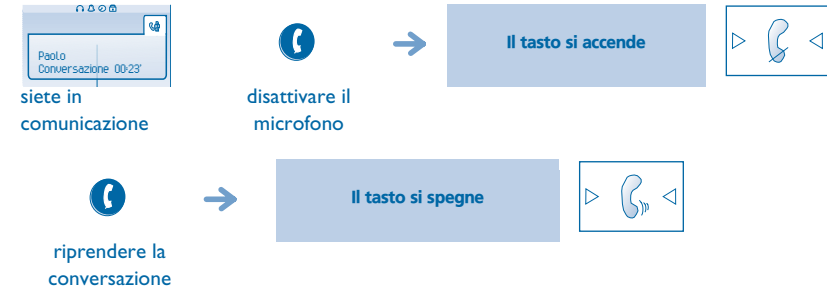 Paolo
Conversazione 00:23'
siete in
comunicazione
disattivare il
microfono
Il tasto si accende
riprendere la
conversazione
Il tasto si spegne